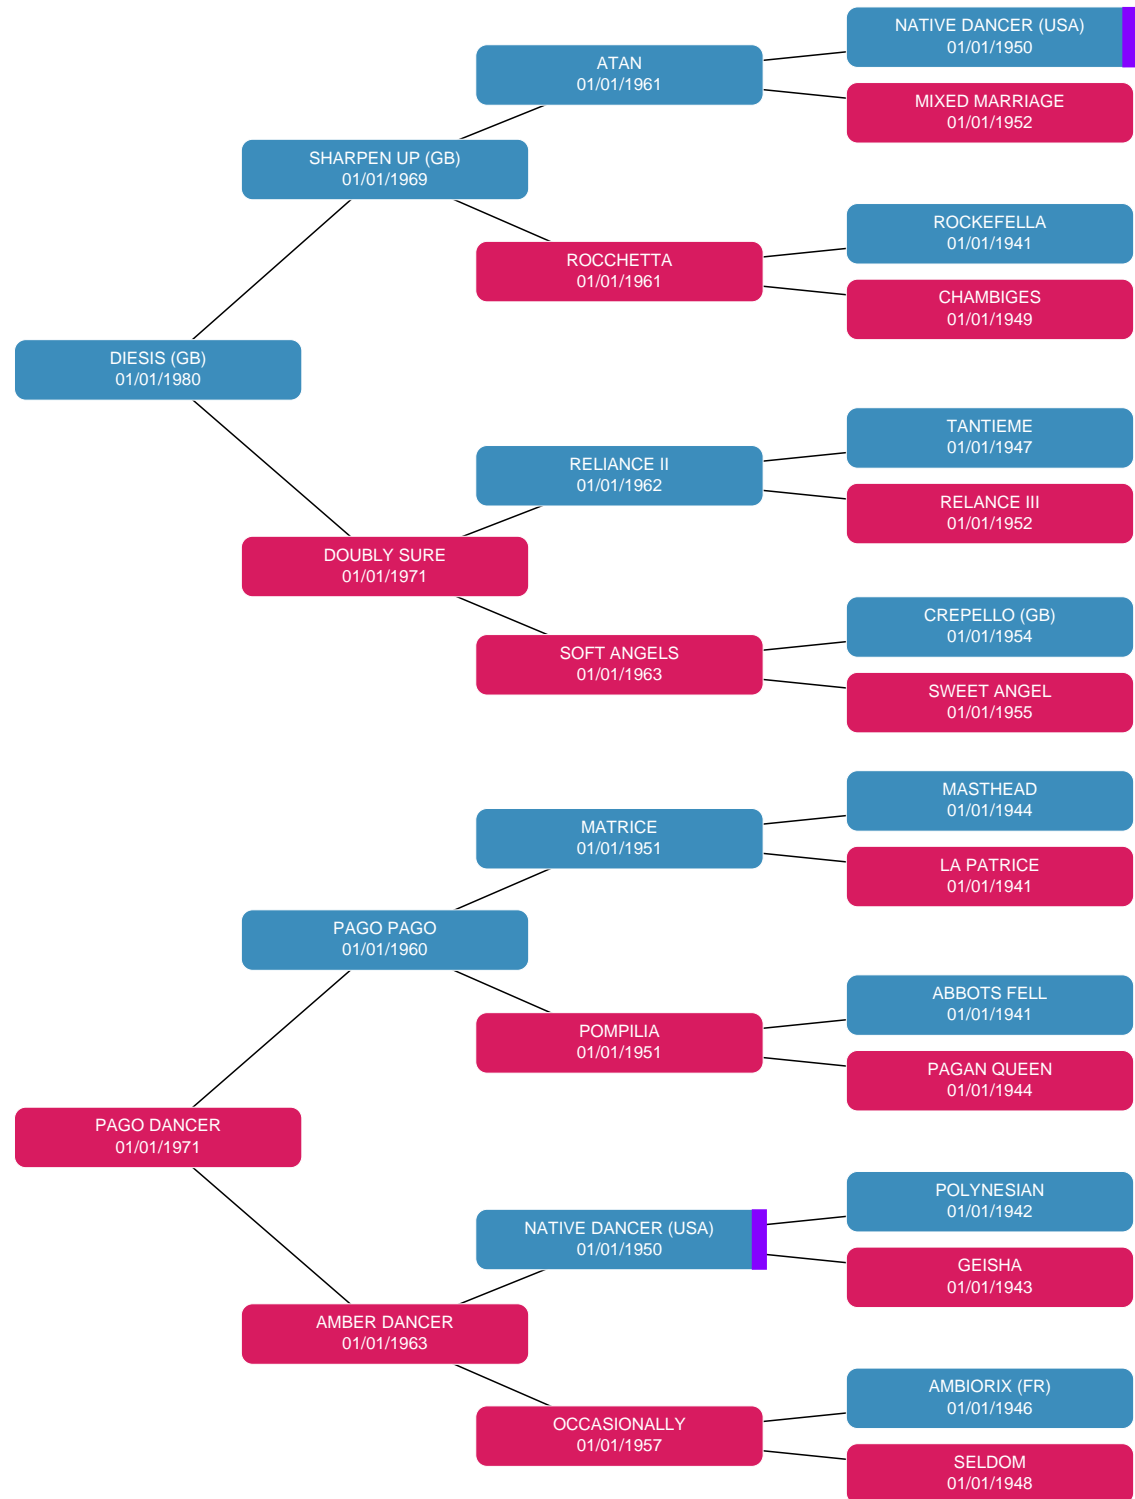 NATIVE DANCER (USA)
01/01/1950
ATAN
01/01/1961
MIXED MARRIAGE
01/01/1952
SHARPEN UP (GB)
01/01/1969
ROCKEFELLA
01/01/1941
ROCCHETTA
01/01/1961
CHAMBIGES
01/01/1949
DIESIS (GB)
01/01/1980
TANTIEME
01/01/1947
RELIANCE II
01/01/1962
RELANCE III
01/01/1952
DOUBLY SURE
01/01/1971
CREPELLO (GB)
01/01/1954
SOFT ANGELS
01/01/1963
SWEET ANGEL
01/01/1955
MASTHEAD
01/01/1944
MATRICE
01/01/1951
LA PATRICE
01/01/1941
PAGO PAGO
01/01/1960
ABBOTS FELL
01/01/1941
POMPILIA
01/01/1951
PAGAN QUEEN
01/01/1944
PAGO DANCER
01/01/1971
POLYNESIAN
01/01/1942
NATIVE DANCER (USA)
01/01/1950
GEISHA
01/01/1943
AMBER DANCER
01/01/1963
AMBIORIX (FR)
01/01/1946
OCCASIONALLY
01/01/1957
SELDOM
01/01/1948